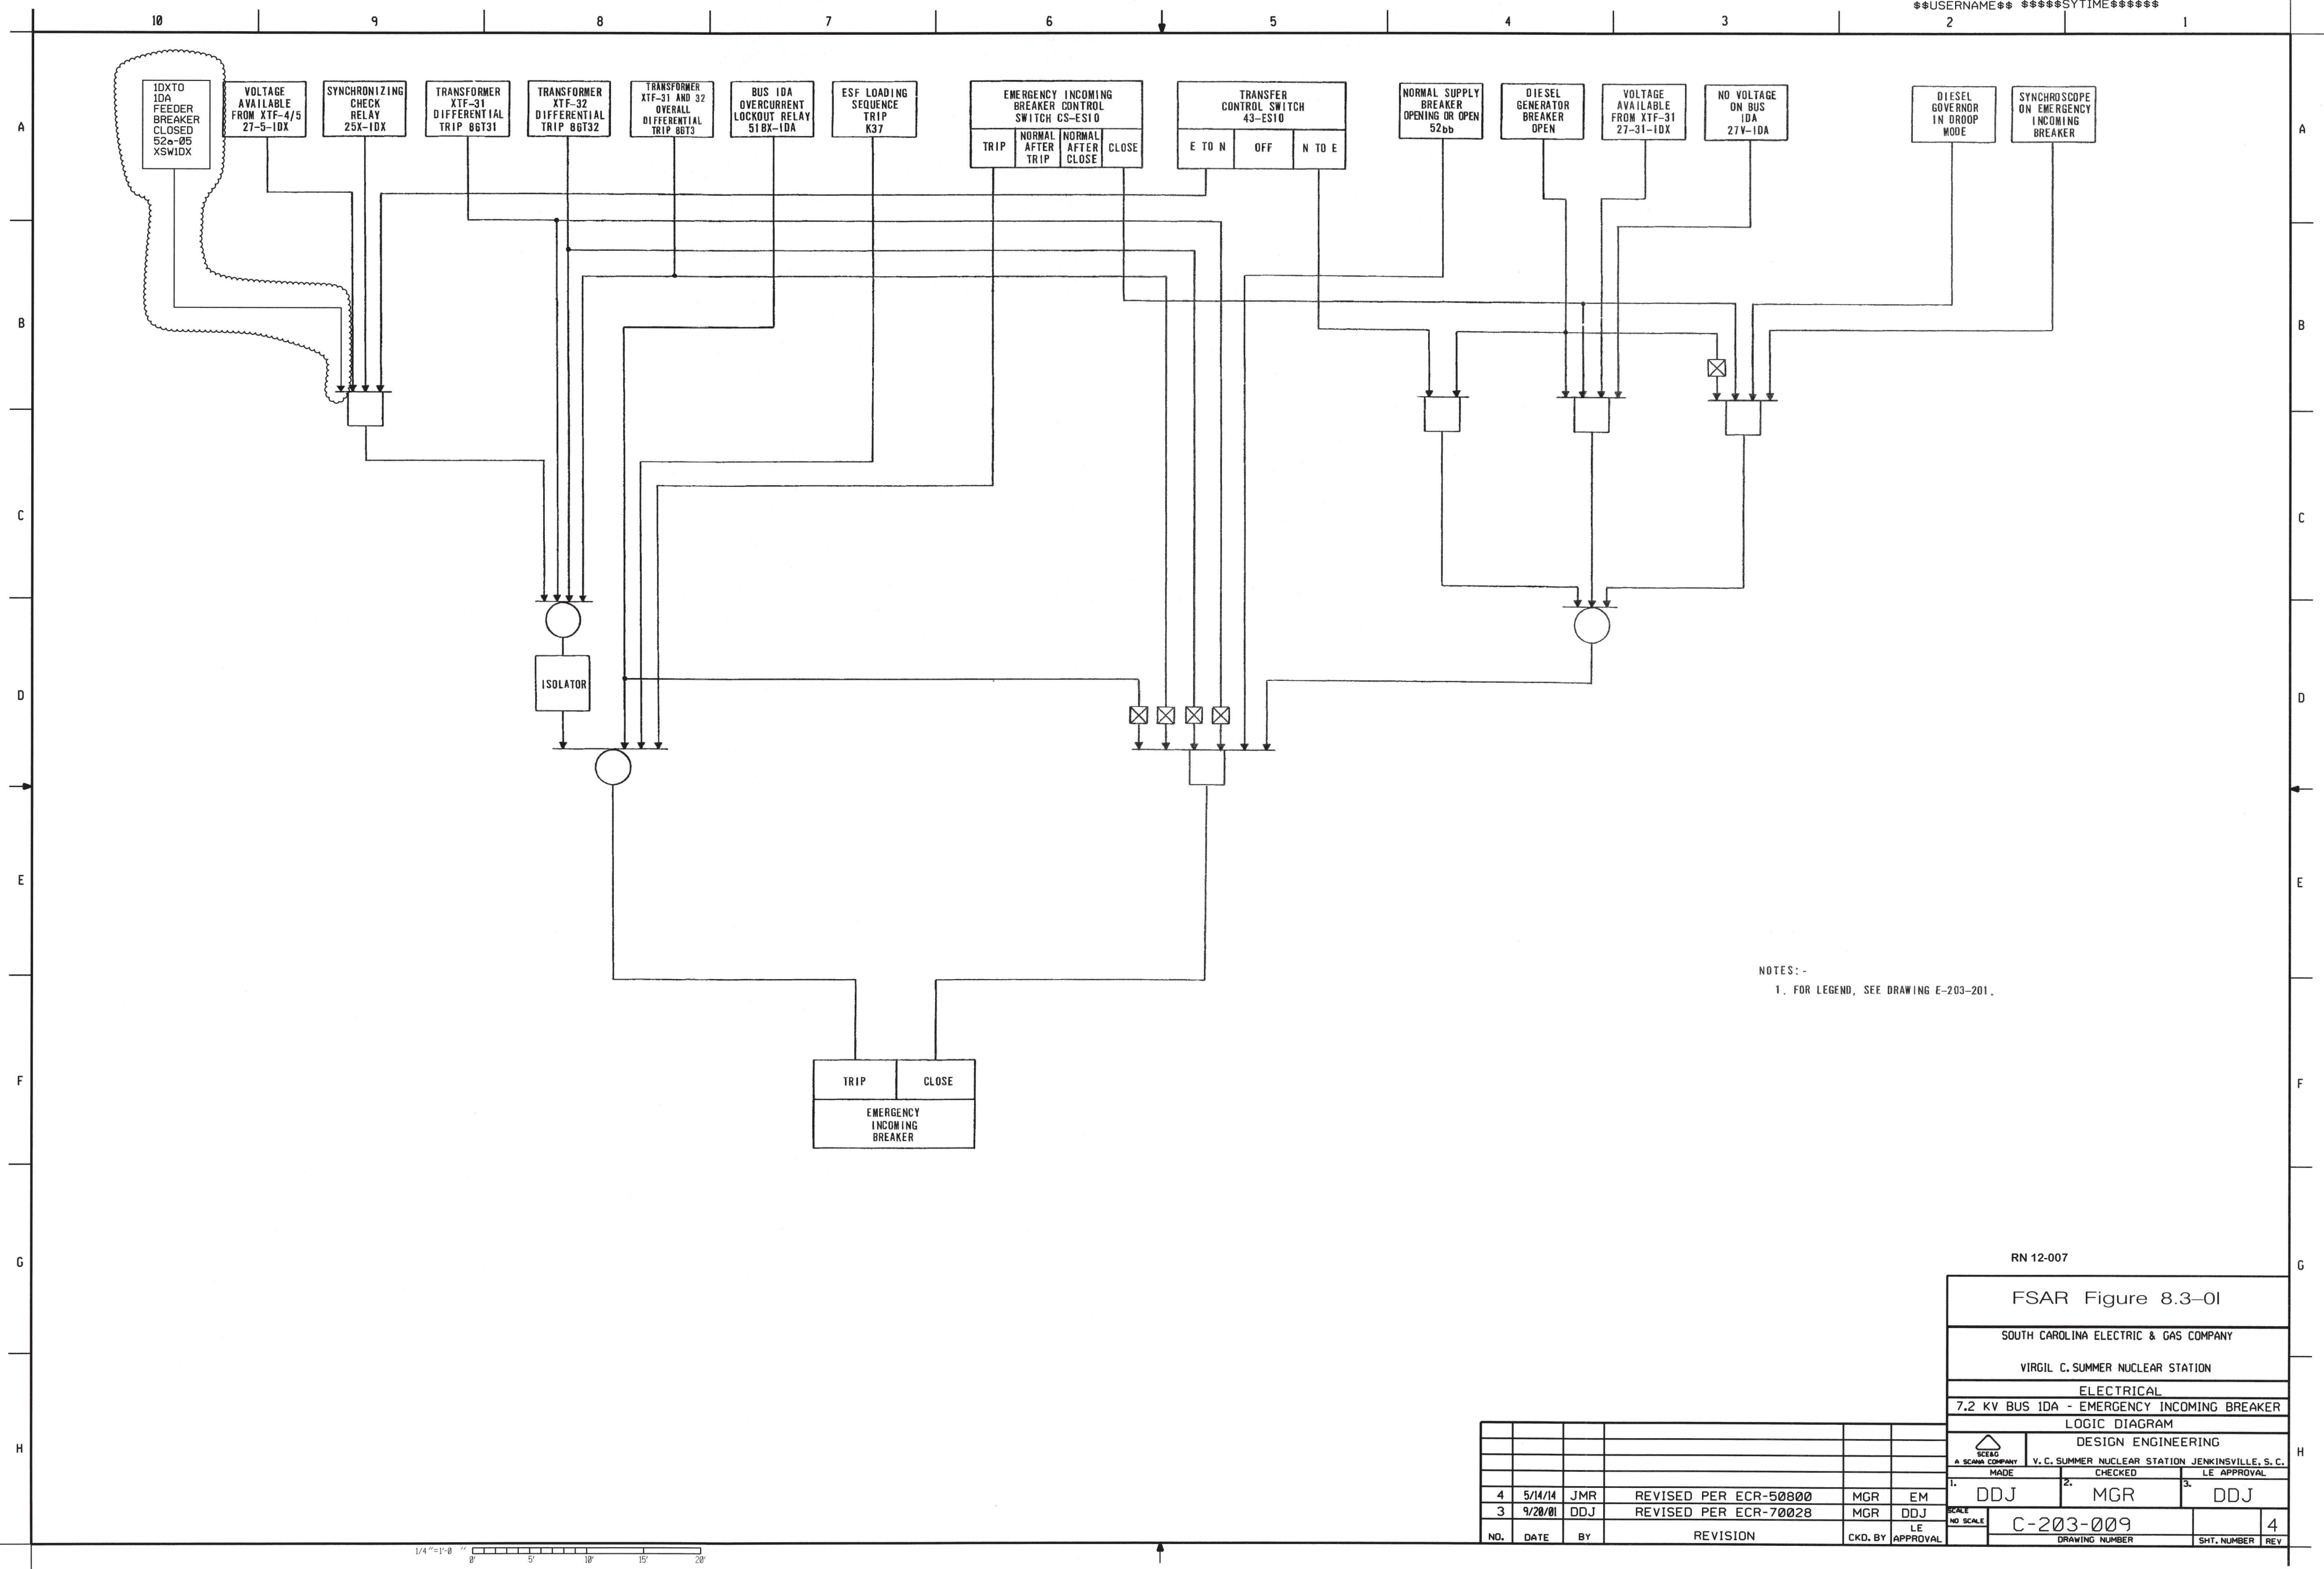 $$USERNAME$$ $$$$$SYTIME$$$$$$
10 9 8 7 6 5 4 3 2 1
1DXTO
1DA
FEEDER
BREAKER
CLOSED
52a-05
XSW1DX
VOLTAGE
AVAILABLE
FROM XTF-4/5
27-5-1DX
SYNCHRONIZING
CHECK
RELAY
25X-1DX
TRANSFORMER
XTF-31
DIFFERENTIAL
TRIP 86T31
TRANSFORMER
XTF-32
DIFFERENTIAL
TRIP 86T32
TRANSFORMER
XTF-31 AND 32
OVERALL
DIFFERENTIAL
TRIP 86T3
BUS 1DA
OVERCURRENT
LOCKOUT RELAY
51BX-1DA
ESF LOADING
SEQUENCE
TRIP
K37
EMERGENCY INCOMING
BREAKER CONTROL
SWITCH CS-ES10
TRIP
NORMAL
AFTER
TRIP
NORMAL
AFTER
CLOSE
CLOSE
TRANSFER
CONTROL SWITCH
43-ES10
E TO N
OFF
N TO E
NORMAL SUPPLY
BREAKER
OPENING OR OPEN
52bb
DIESEL
GENERATOR
BREAKER
OPEN
VOLTAGE
AVAILABLE
FROM XTF-31
27-31-1DX
NO VOLTAGE
ON BUS
1DA
27V-1DA
DIESEL
GOVERNOR
IN DROOP
MODE
SYNCHROSCOPE
ON EMERGENCY
INCOMING
BREAKER
A A
B B
C C
D D
ISOLATOR
E E
NOTES:-
1. FOR LEGEND, SEE DRAWING E-203-201.
F F
TRIP
CLOSE
EMERGENCY
INCOMING
BREAKER
G G
RN 12-007
FSAR Figure 8.3-01
SOUTH CAROLINA ELECTRIC & GAS COMPANY
VIRGIL C. SUMMER NUCLEAR STATION
ELECTRICAL
7.2 KV BUS 1DA - EMERGENCY INCOMING BREAKER
LOGIC DIAGRAM
H H
SCE&G
A SCANA COMPANY
DESIGN ENGINEERING
V. C. SUMMER NUCLEAR STATION JENKINSVILLE, S. C.
MADE CHECKED LE APPROVAL
1. DDJ 2. MGR 3. DDJ
4 5/14/14 JMR REVISED PER ECR-50800 MGR EM
3 9/20/01 DDJ REVISED PER ECR-70028 MGR DDJ
NO. DATE BY REVISION CKD. BY LE APPROVAL
SCALE
NO SCALE
C-203-009 4
DRAWING NUMBER SHT. NUMBER REV
1/4 "=1'-0 "
0' 5' 10' 15' 20'